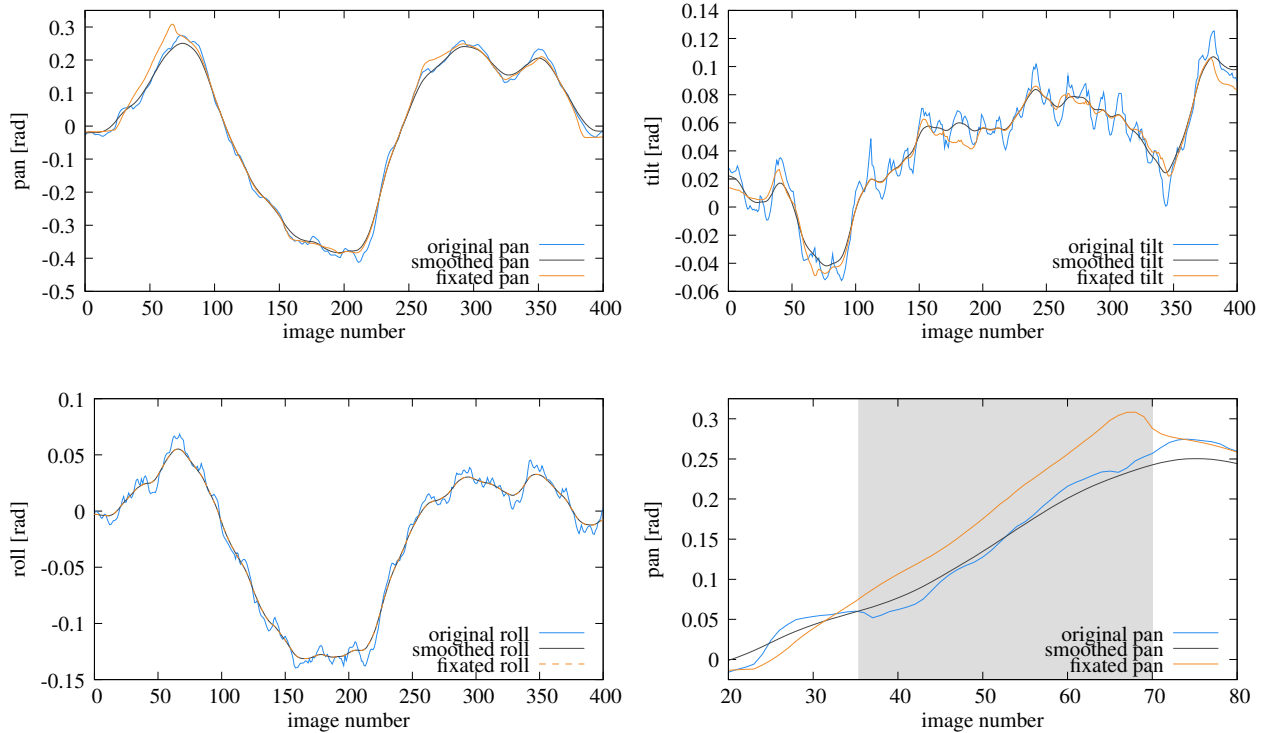 0.3
0.2
0.1
0
-0.1
-0.2
-0.3
-0.4
-0.5
pan [rad]
original pan
smoothed pan
fixated pan
0 50 100 150 200 250 300 350 400
image number
0.14
0.12
0.10
0.08
0.06
0.04
0.02
0
-0.02
-0.04
-0.06
tilt [rad]
original tilt
smoothed tilt
fixated tilt
0 50 100 150 200 250 300 350 400
image number
0.1
0.05
0
-0.05
-0.1
-0.15
roll [rad]
original roll
smoothed roll
fixated roll
0 50 100 150 200 250 300 350 400
image number
0.3
0.25
0.2
0.15
0.1
0.05
0
pan [rad]
original pan
smoothed pan
fixated pan
20 30 40 50 60 70 80
image number